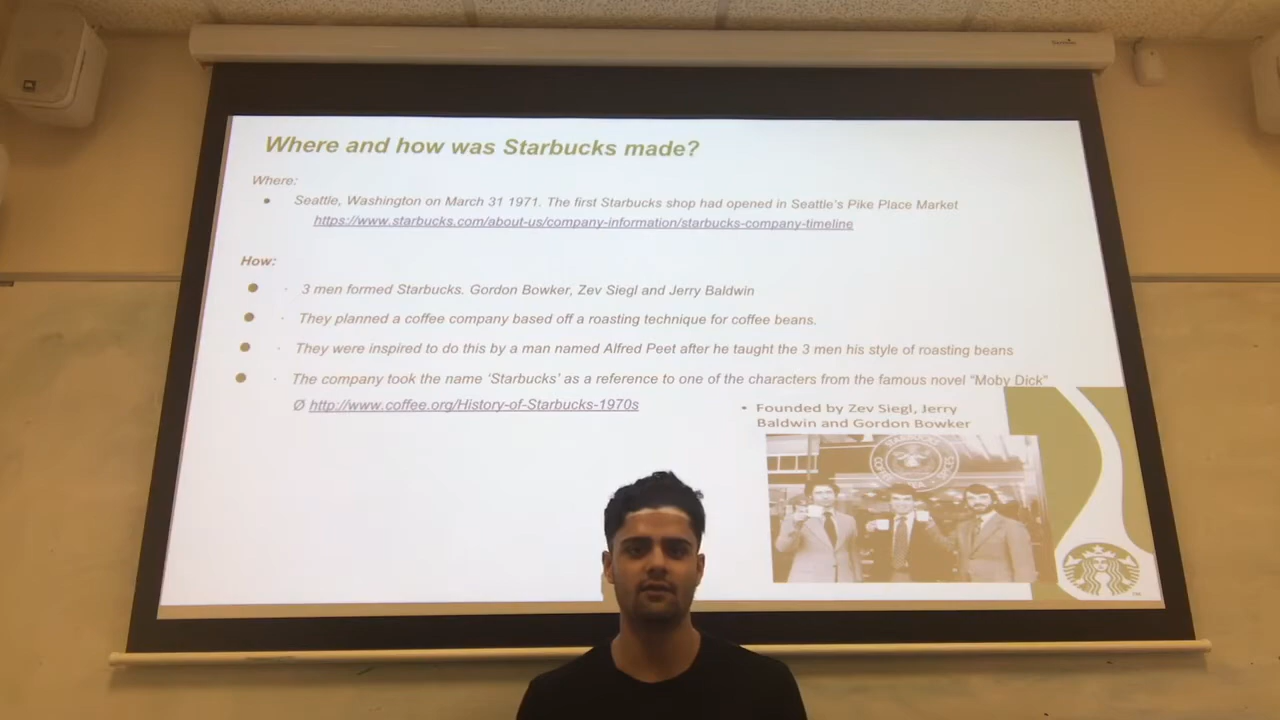 Where and how was Starbucks made?
Where:
• Seattle, Washington on March 31 1971. The first Starbucks shop had opened in Seattle's Pike Place Market
https://www.starbucks.com/about-us/company-information/starbucks-company-timeline
How:
● · 3 men formed Starbucks. Gordon Bowker, Zev Siegl and Jerry Baldwin
● · They planned a coffee company based off a roasting technique for coffee beans.
● · They were inspired to do this by a man named Alfred Peet after he taught the 3 men his style of roasting beans
● · The company took the name ‘Starbucks’ as a reference to one of the characters from the famous novel “Moby Dick”
Ø http://www.coffee.org/History-of-Starbucks-1970s
• Founded by Zev Siegl, Jerry
Baldwin and Gordon Bowker
STARBUCKS
TM